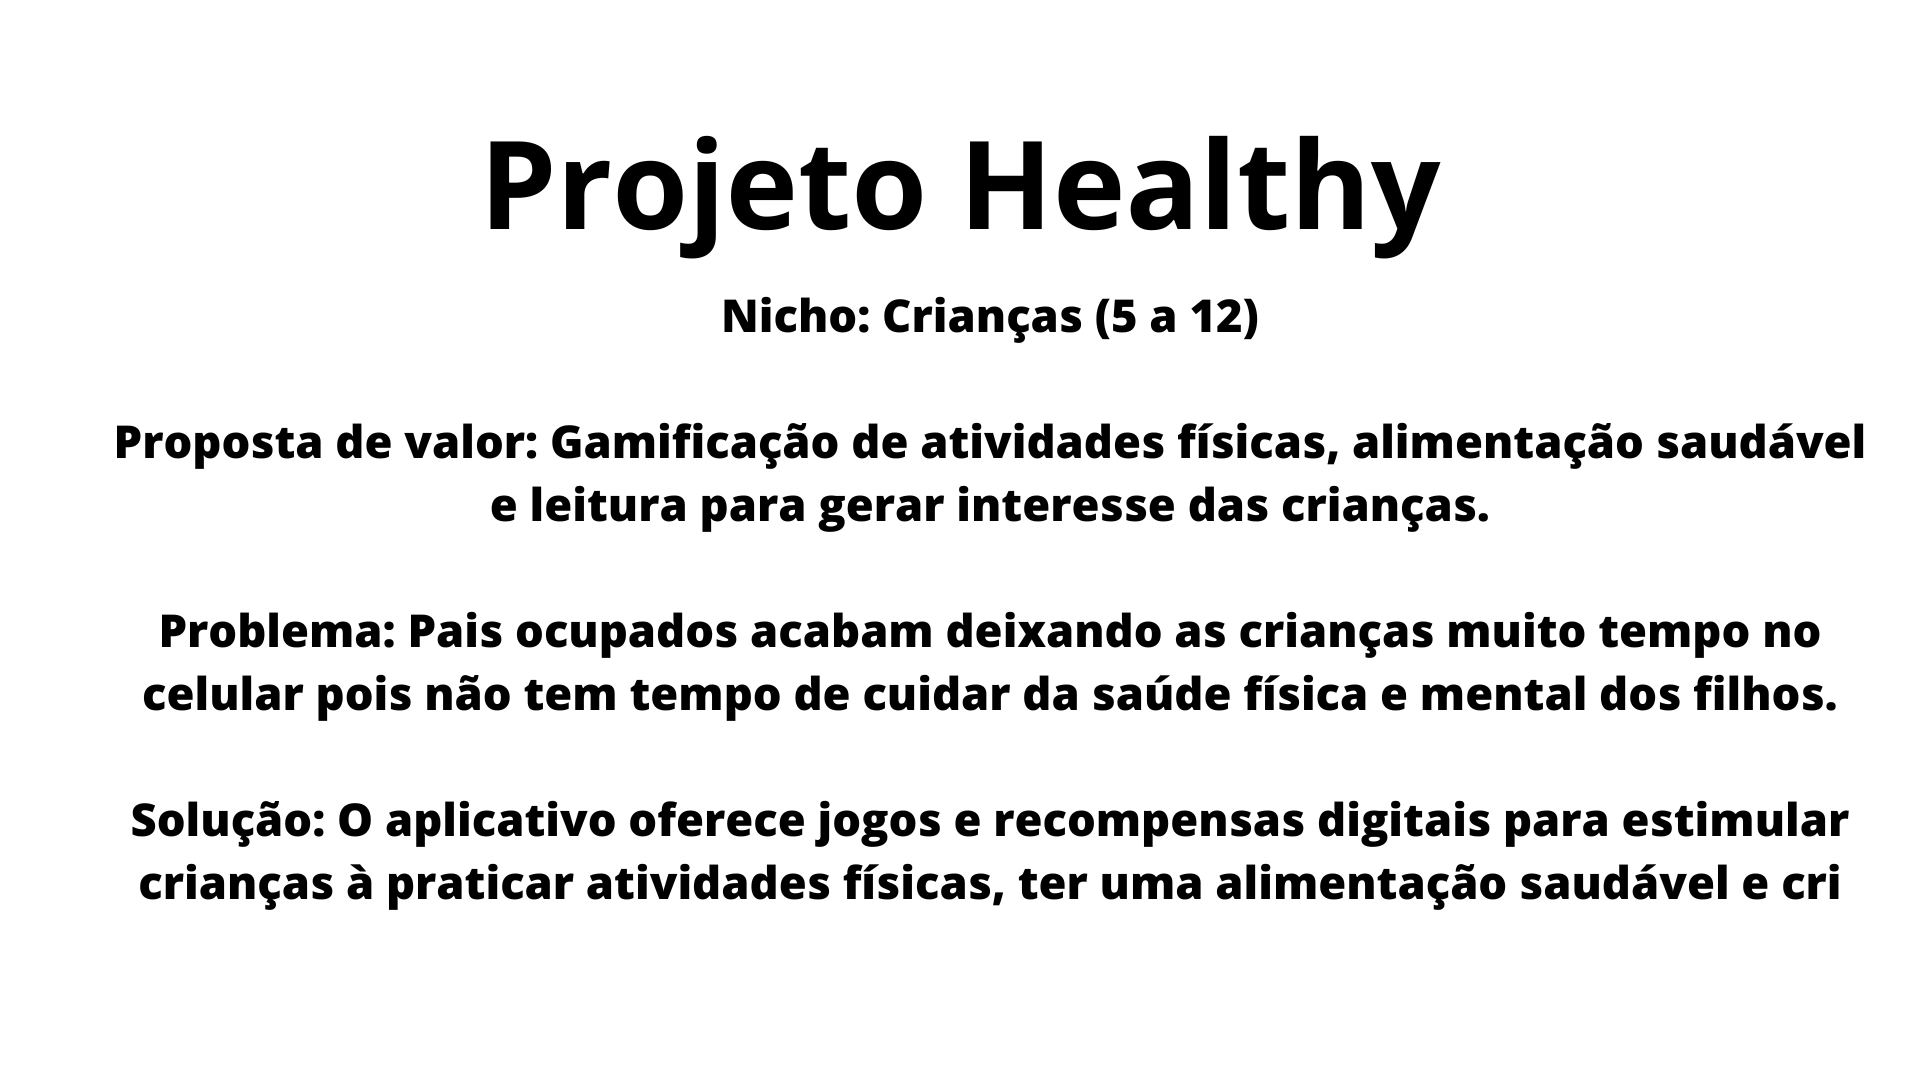 Projeto Healthy
Nicho: Crianças (5 a 12)
Proposta de valor: Gamificação de atividades físicas, alimentação saudável
e leitura para gerar interesse das crianças.
Problema: Pais ocupados acabam deixando as crianças muito tempo no
celular pois não tem tempo de cuidar da saúde física e mental dos filhos.
Solução: O aplicativo oferece jogos e recompensas digitais para estimular
crianças à praticar atividades físicas, ter uma alimentação saudável e cri